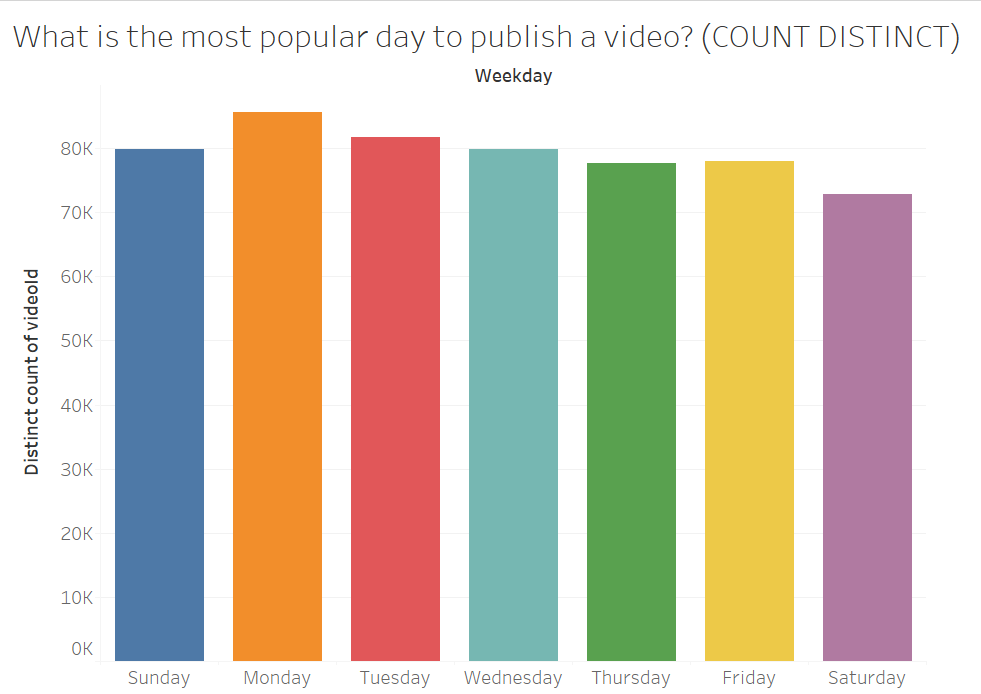 What is the most popular day to publish a video? (COUNT DISTINCT)
Weekday
Distinct count of videoId
80K
70K
60K
50K
40K
30K
20K
10K
0K
Sunday Monday Tuesday Wednesday Thursday Friday Saturday